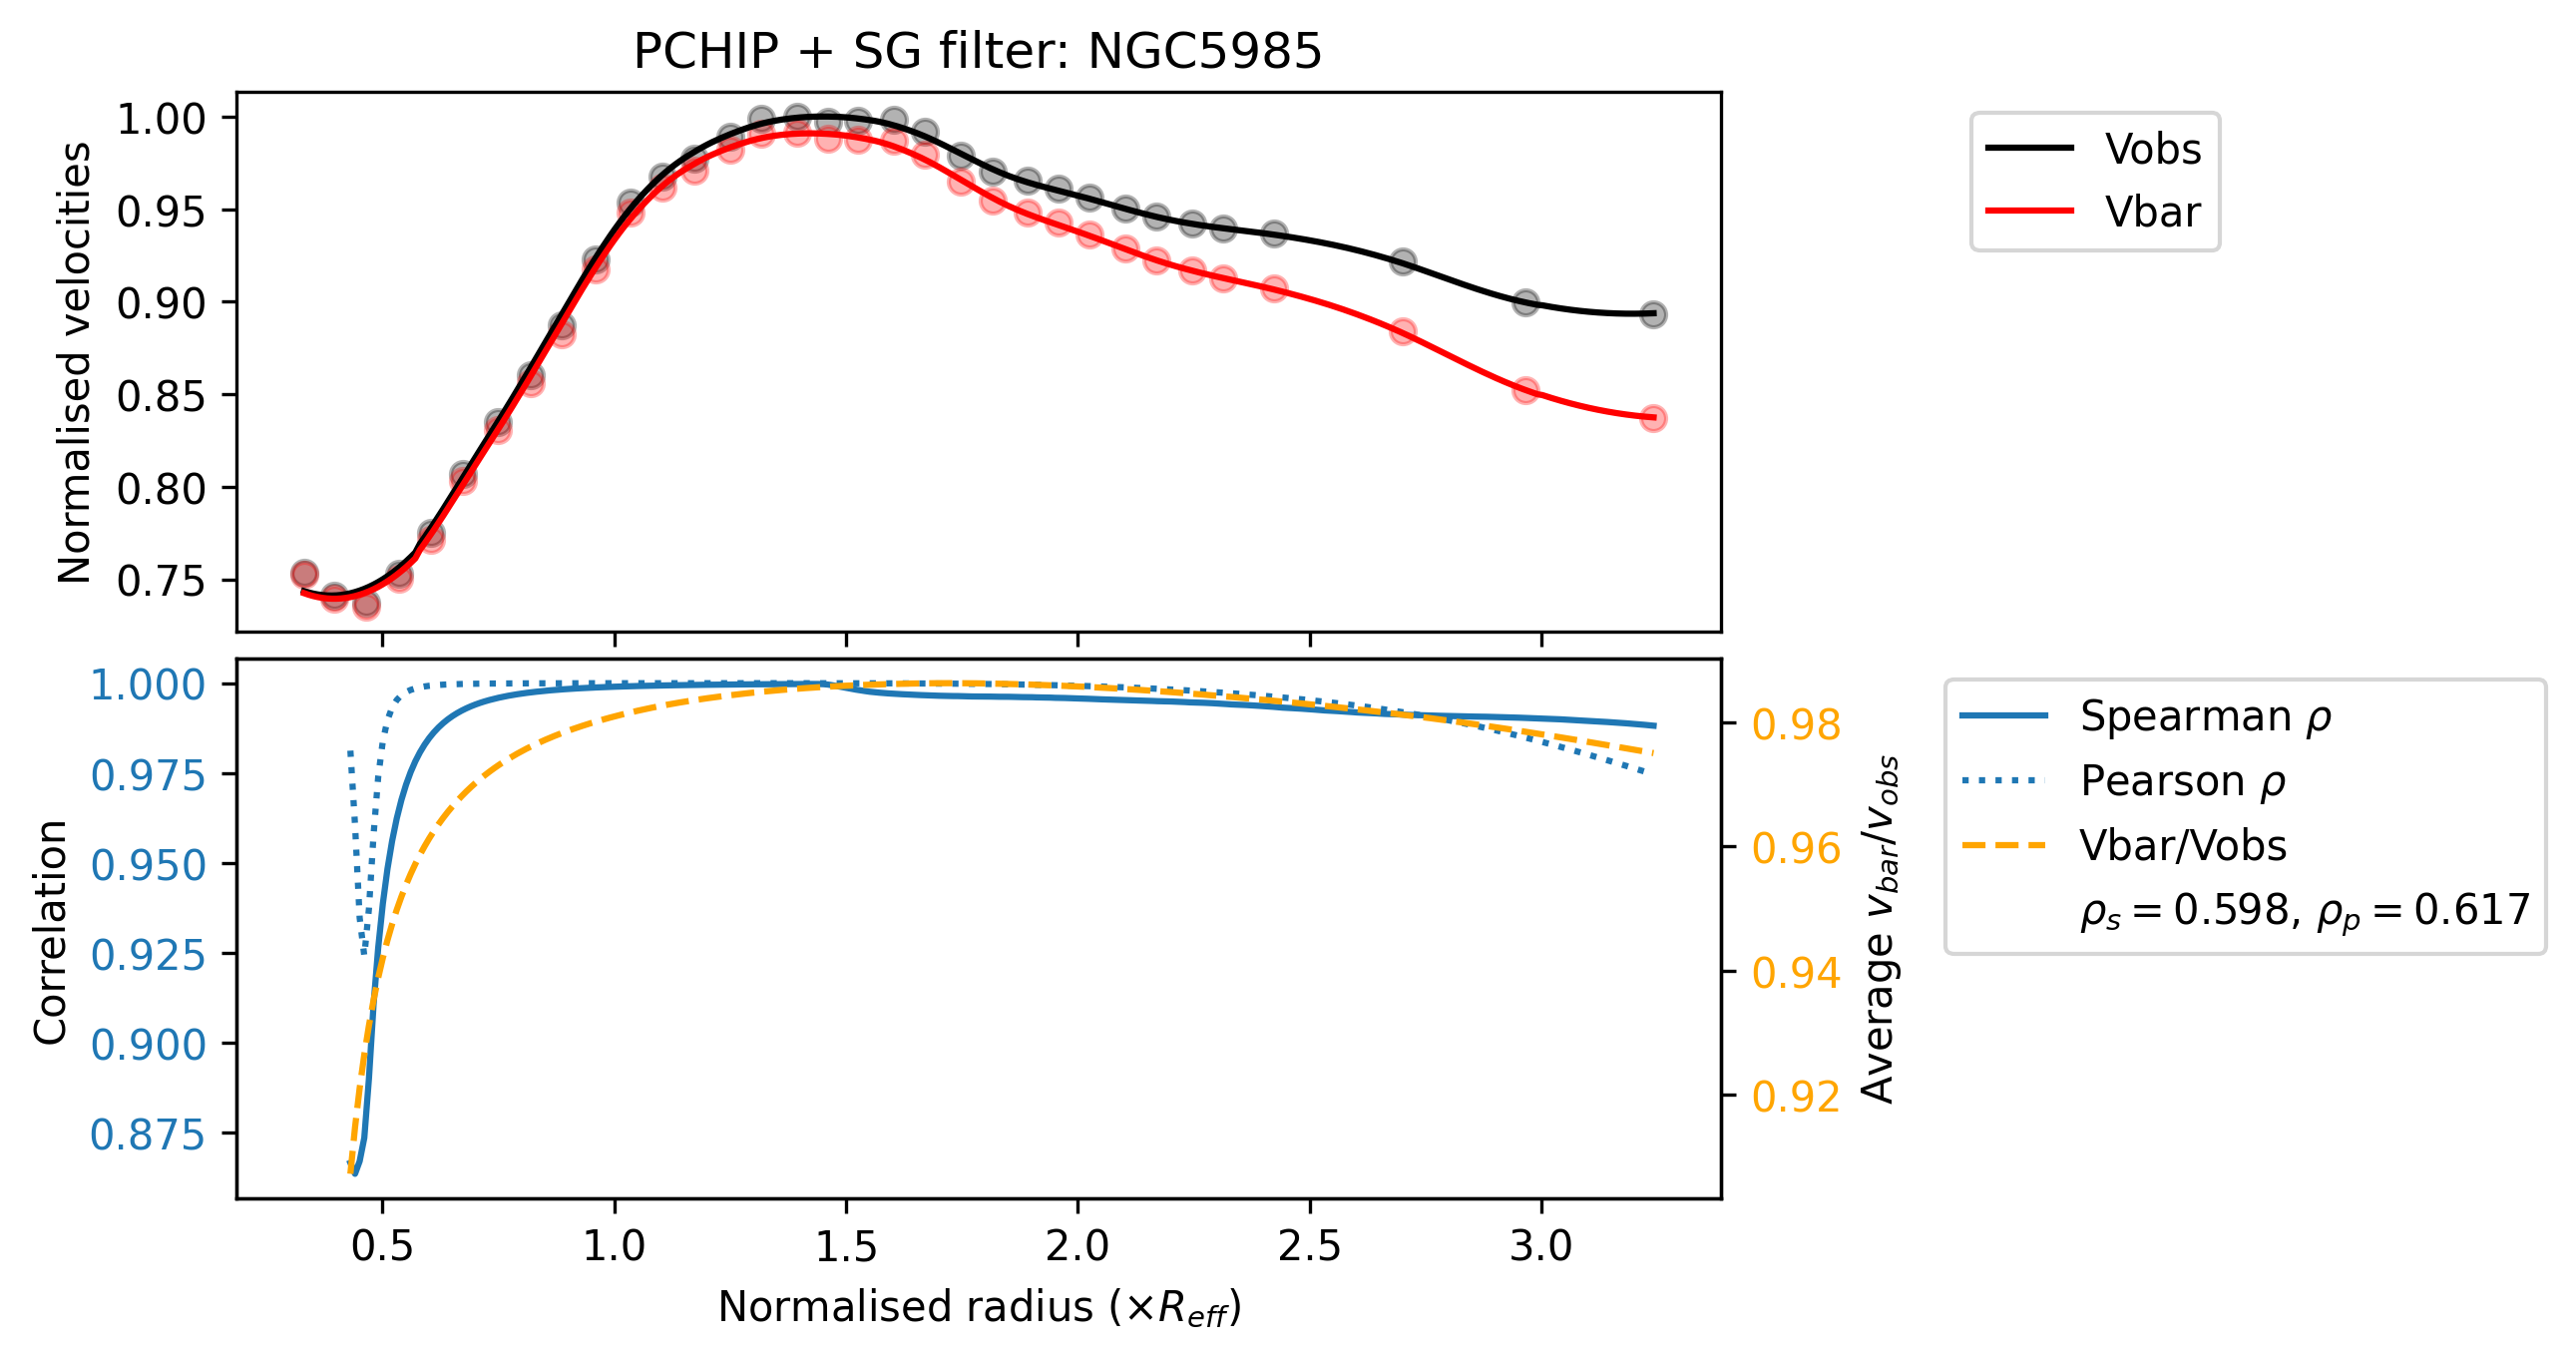 PCHIP + SG filter: NGC5985
Normalised velocities
1.00
0.95
0.90
0.85
0.80
0.75
Vobs
Vbar
Correlation
1.000
0.975
0.950
0.925
0.900
0.875
0.98
0.96
0.94
0.92
Average v_bar/v_obs
Spearman ρ
Pearson ρ
Vbar/Vobs
ρ_s = 0.598, ρ_p = 0.617
0.5 1.0 1.5 2.0 2.5 3.0
Normalised radius (×R_eff)